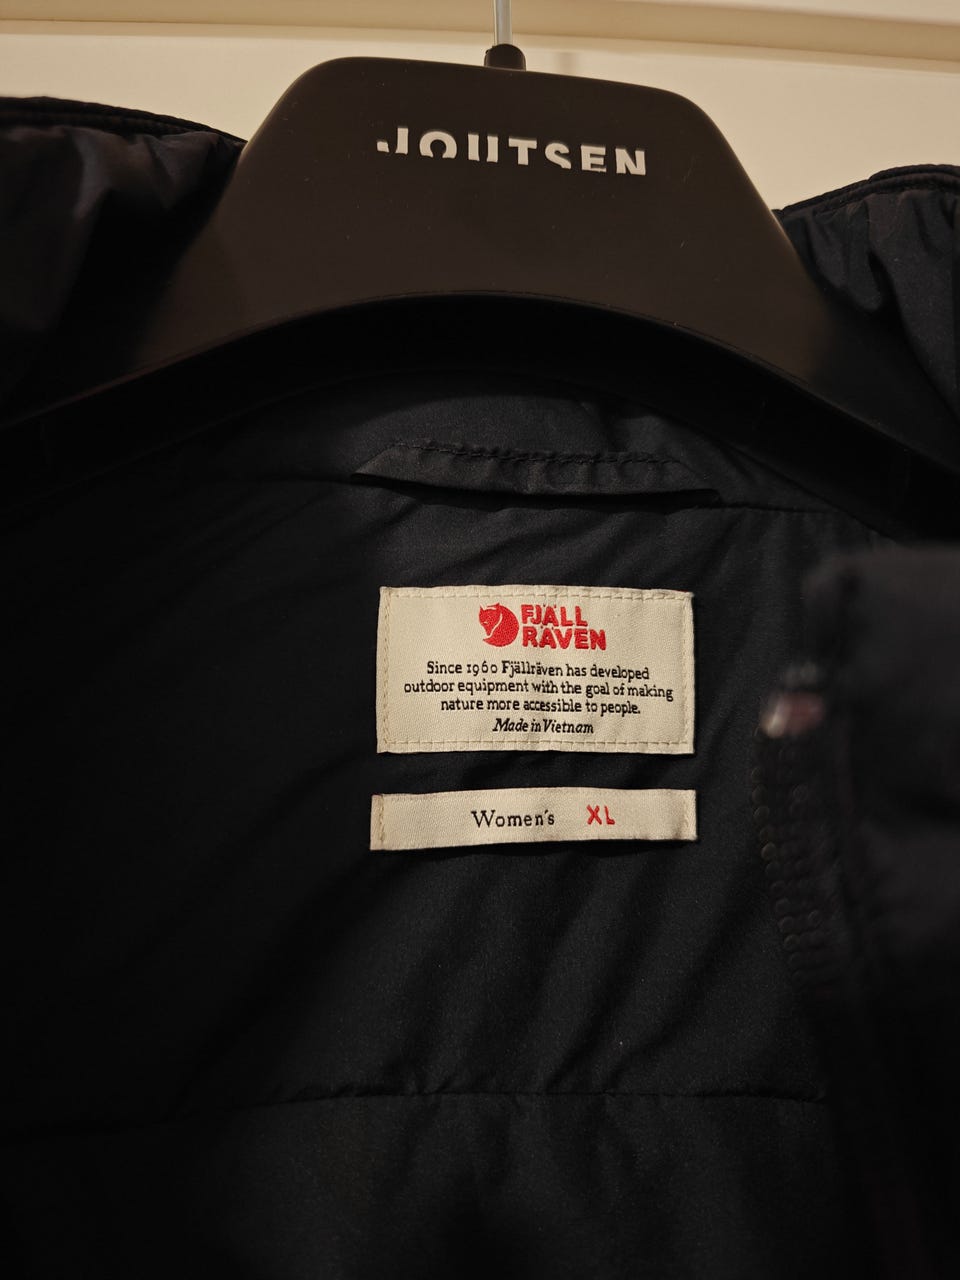 JOUTSEN
FJÄLL
RÄVEN
Since 1960 Fjällräven has developed
outdoor equipment with the goal of making
nature more accessible to people.
Made in Vietnam
Women's XL